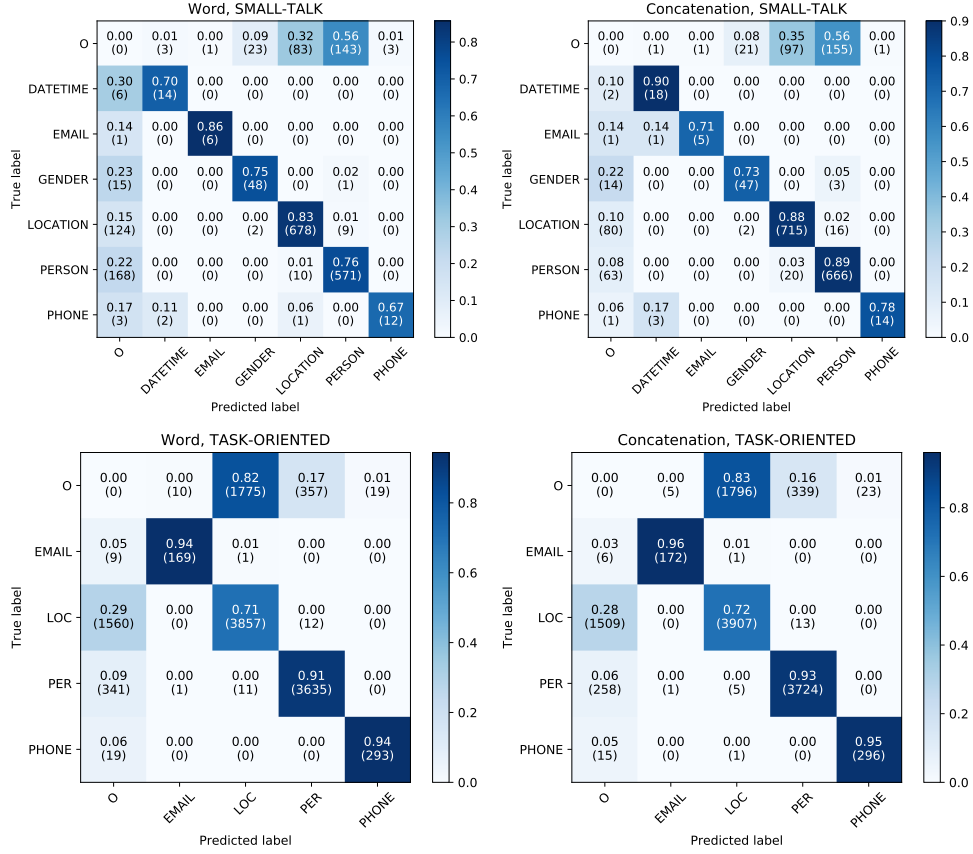 Word, SMALL-TALK
True label
O 0.00 0.01 0.00 0.09 0.32 0.56 0.01
(0) (3) (1) (23) (83) (143) (3)
DATETIME 0.30 0.70 0.00 0.00 0.00 0.00 0.00
(6) (14) (0) (0) (0) (0) (0)
EMAIL 0.14 0.00 0.86 0.00 0.00 0.00 0.00
(1) (0) (6) (0) (0) (0) (0)
GENDER 0.23 0.00 0.00 0.75 0.00 0.02 0.00
(15) (0) (0) (48) (0) (1) (0)
LOCATION 0.15 0.00 0.00 0.00 0.83 0.01 0.00
(124) (0) (0) (2) (678) (9) (0)
PERSON 0.22 0.00 0.00 0.00 0.01 0.76 0.00
(168) (0) (0) (0) (10) (571) (0)
PHONE 0.17 0.11 0.00 0.00 0.06 0.00 0.67
(3) (2) (0) (0) (1) (0) (12)
O DATETIME EMAIL GENDER LOCATION PERSON PHONE
Predicted label
0.8
0.7
0.6
0.5
0.4
0.3
0.2
0.1
0.0
Concatenation, SMALL-TALK
True label
O 0.00 0.00 0.00 0.08 0.35 0.56 0.00
(0) (1) (1) (21) (97) (155) (1)
DATETIME 0.10 0.90 0.00 0.00 0.00 0.00 0.00
(2) (18) (0) (0) (0) (0) (0)
EMAIL 0.14 0.14 0.71 0.00 0.00 0.00 0.00
(1) (1) (5) (0) (0) (0) (0)
GENDER 0.22 0.00 0.00 0.73 0.00 0.05 0.00
(14) (0) (0) (47) (0) (3) (0)
LOCATION 0.10 0.00 0.00 0.00 0.88 0.02 0.00
(80) (0) (0) (2) (715) (16) (0)
PERSON 0.08 0.00 0.00 0.00 0.03 0.89 0.00
(63) (0) (0) (0) (20) (666) (0)
PHONE 0.06 0.17 0.00 0.00 0.00 0.00 0.78
(1) (3) (0) (0) (0) (0) (14)
O DATETIME EMAIL GENDER LOCATION PERSON PHONE
Predicted label
0.9
0.8
0.7
0.6
0.5
0.4
0.3
0.2
0.1
0.0
Word, TASK-ORIENTED
True label
O 0.00 0.00 0.82 0.17 0.01
(0) (10) (1775) (357) (19)
EMAIL 0.05 0.94 0.01 0.00 0.00
(9) (169) (1) (0) (0)
LOC 0.29 0.00 0.71 0.00 0.00
(1560) (0) (3857) (12) (0)
PER 0.09 0.00 0.00 0.91 0.00
(341) (1) (11) (3635) (0)
PHONE 0.06 0.00 0.00 0.00 0.94
(19) (0) (0) (0) (293)
O EMAIL LOC PER PHONE
Predicted label
0.8
0.6
0.4
0.2
0.0
Concatenation, TASK-ORIENTED
True label
O 0.00 0.00 0.83 0.16 0.01
(0) (5) (1796) (339) (23)
EMAIL 0.03 0.96 0.01 0.00 0.00
(6) (172) (1) (0) (0)
LOC 0.28 0.00 0.72 0.00 0.00
(1509) (0) (3907) (13) (0)
PER 0.06 0.00 0.00 0.93 0.00
(258) (1) (5) (3724) (0)
PHONE 0.05 0.00 0.00 0.00 0.95
(15) (0) (1) (0) (296)
O EMAIL LOC PER PHONE
Predicted label
0.8
0.6
0.4
0.2
0.0